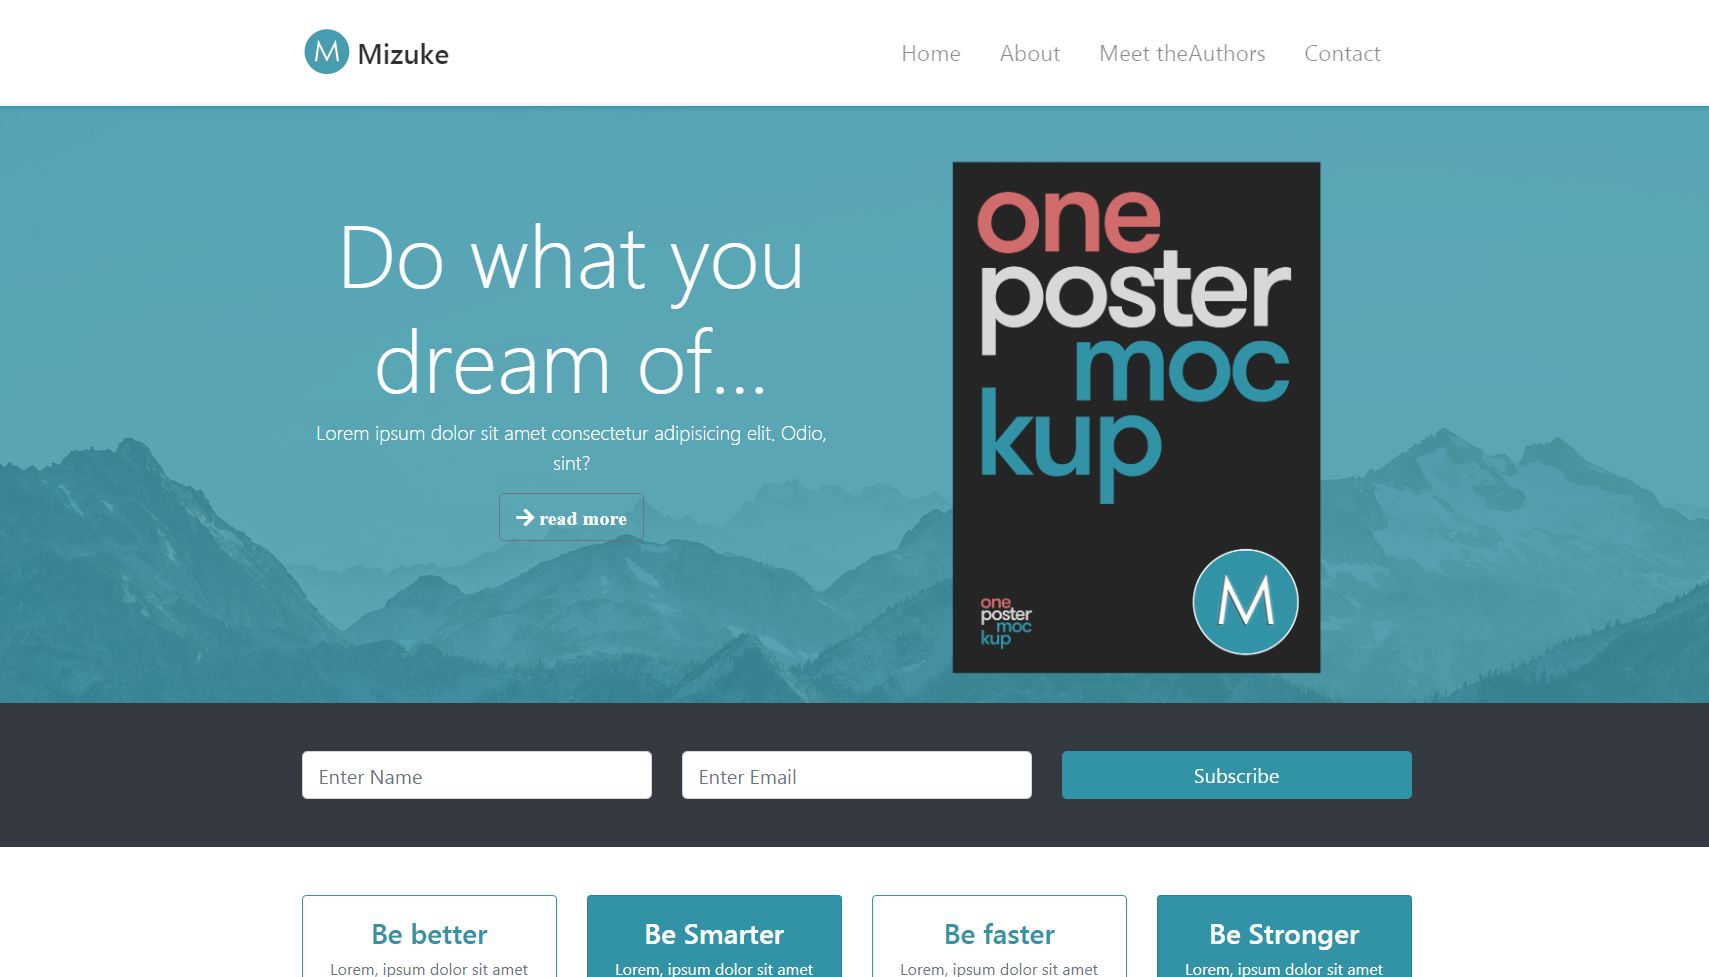 M Mizuke
Home About Meet theAuthors Contact
Do what you
dream of...
Lorem ipsum dolor sit amet consectetur adipisicing elit. Odio,
sint?
read more
one
poster
moc
kup
one
poster
moc
kup
M
Enter Name
Enter Email
Subscribe
Be better
Lorem, ipsum dolor sit amet
Be Smarter
Lorem, ipsum dolor sit amet
Be faster
Lorem, ipsum dolor sit amet
Be Stronger
Lorem, ipsum dolor sit amet